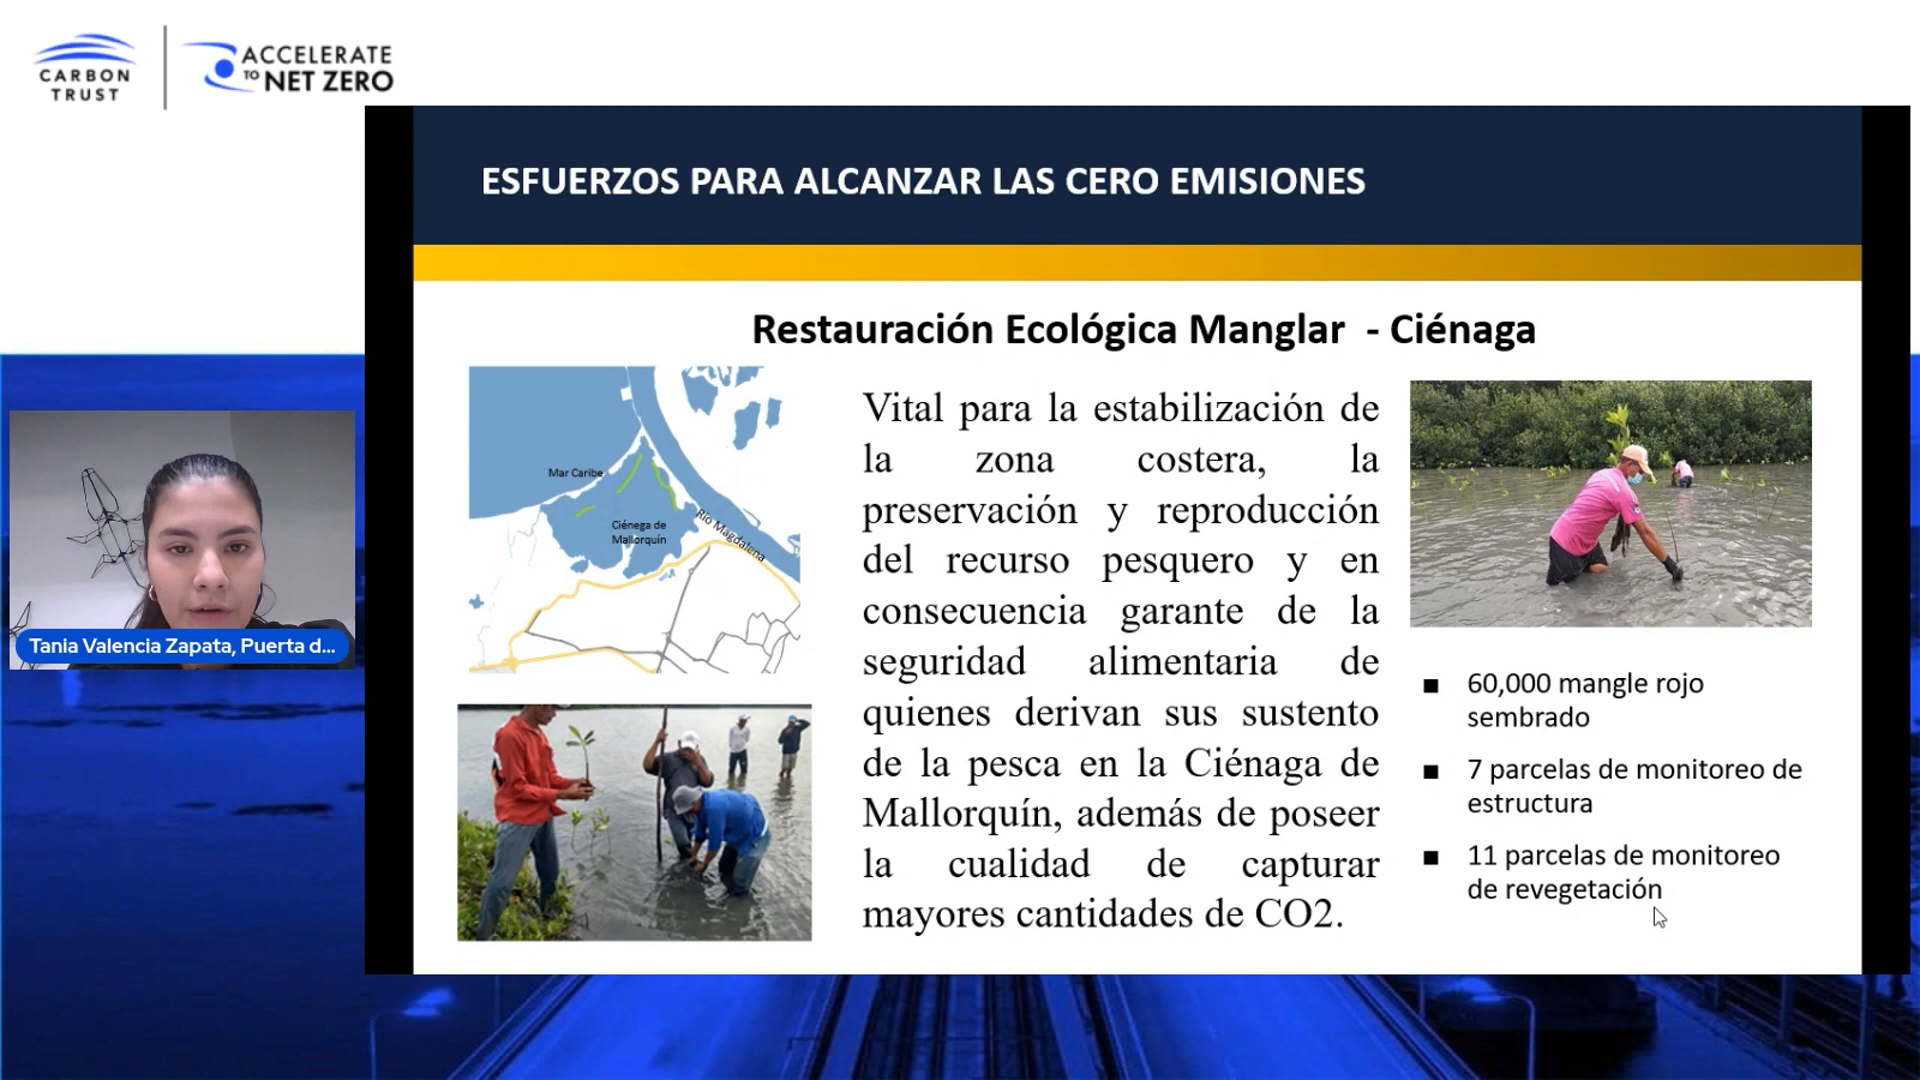 CARBON
TRUST
ACCELERATE
TO NET ZERO
ESFUERZOS PARA ALCANZAR LAS CERO EMISIONES
Restauración Ecológica Manglar - Ciénaga
Mar Caribe
Ciénega de
Mallorquín
Río Magdalena
Vital para la estabilización de
la zona costera, la
preservación y reproducción
del recurso pesquero y en
consecuencia garante de la
seguridad alimentaria de
quienes derivan sus sustento
de la pesca en la Ciénaga de
Mallorquín, además de poseer
la cualidad de capturar
mayores cantidades de CO2.
■ 60,000 mangle rojo
sembrado
■ 7 parcelas de monitoreo de
estructura
■ 11 parcelas de monitoreo
de revegetación
Tania Valencia Zapata, Puerta d...